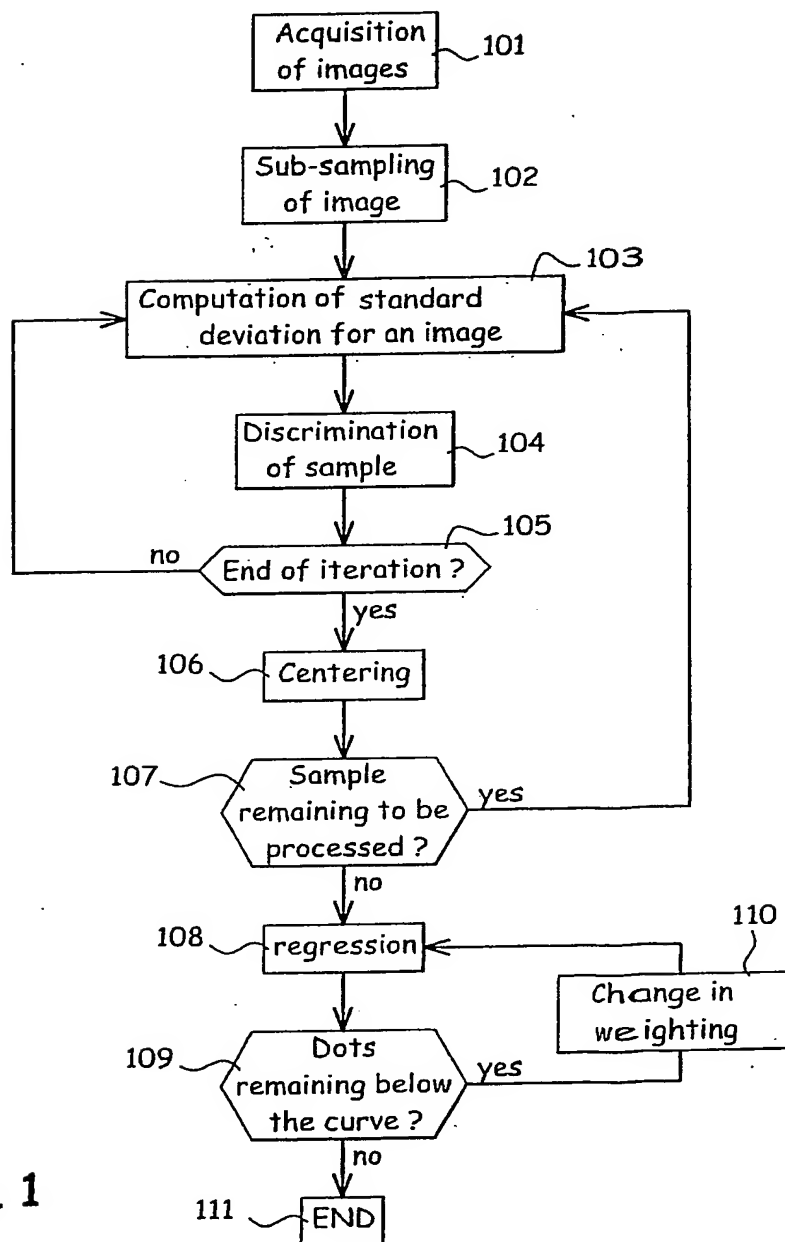 Acquisition
of images
101
Sub-sampling
of image
102
103
Computation of standard
deviation for an image
Discrimination
of sample
104
105
no
End of iteration ?
yes
106
Centering
107
Sample
remaining to be
processed ?
yes
no
108
regression
110
Change in
weighting
109
Dots
remaining below
the curve ?
yes
no
1
111
END